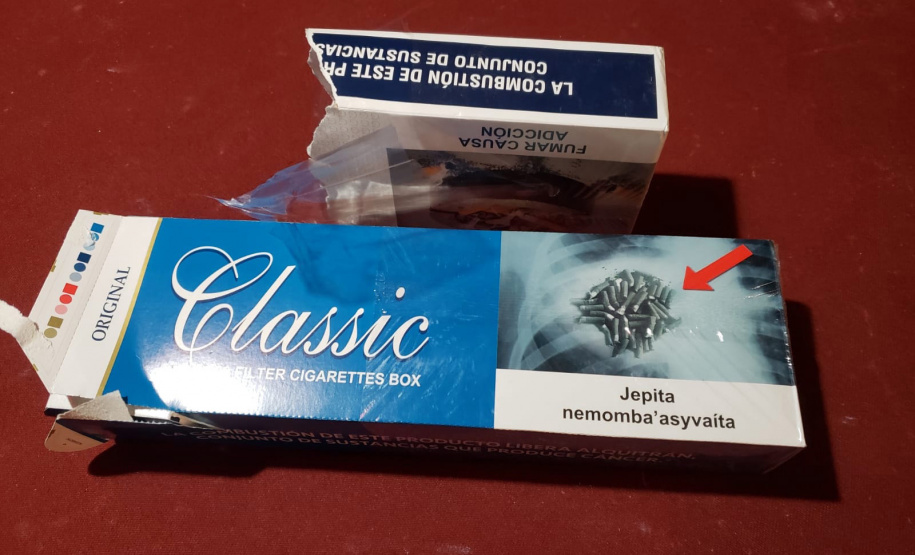 LA COMBUSTIÓN DE ESTE
CONJUNTO DE SUSTANCIAS
FUMAR CAUSA
ADICCIÓN
ORIGINAL
Classic
FILTER CIGARETTES BOX
Jepita
nemomba'asyvaíta
LA COMBUSTIÓN DE ESTE PRODUCTO LIBERA ALQUITRÁN,
CONJUNTO DE SUSTANCIAS QUE PRODUCE CÁNCER.